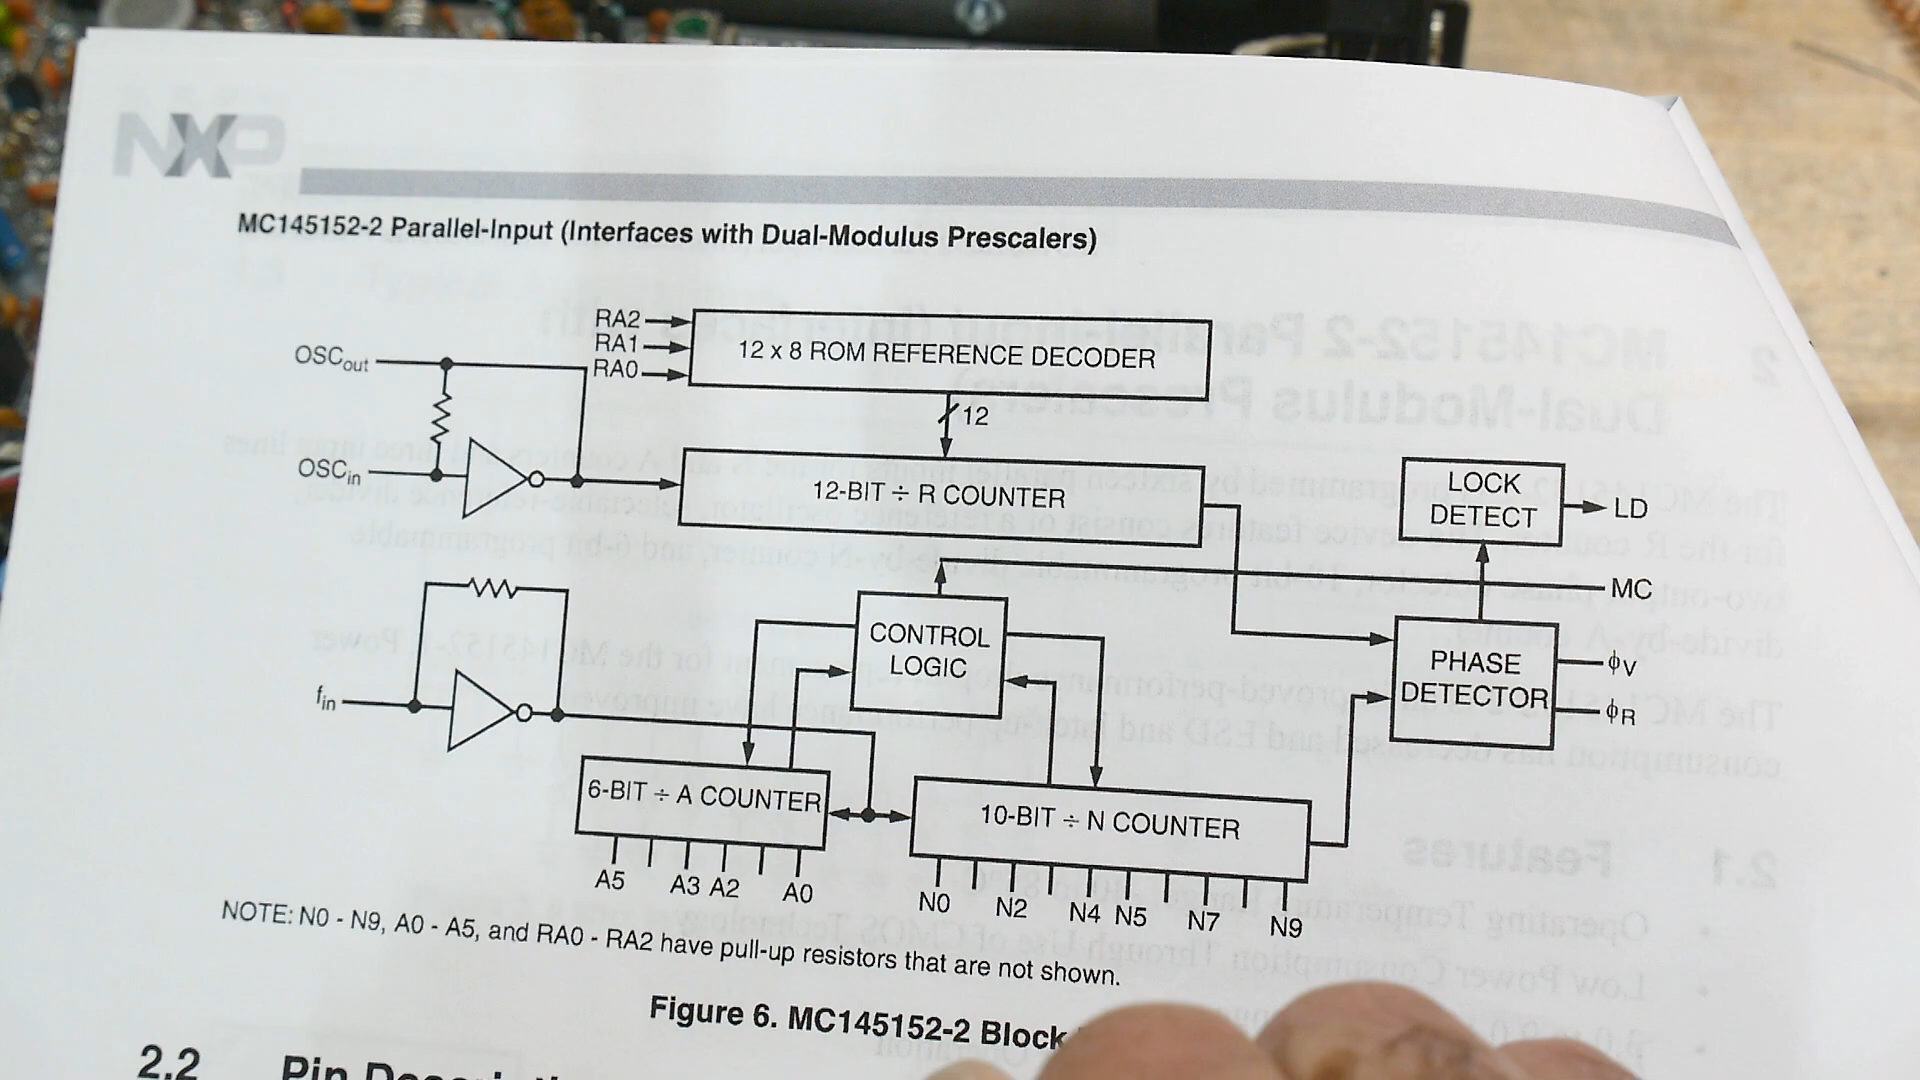 NXP
MC145152-2 Parallel-Input (Interfaces with Dual-Modulus Prescalers)
RA2
RA1
RA0
12 x 8 ROM REFERENCE DECODER
OSCout
12
OSCin
12-BIT ÷ R COUNTER
LOCK
DETECT
LD
MC
CONTROL
LOGIC
PHASE
DETECTOR
ϕV
ϕR
fin
6-BIT ÷ A COUNTER
10-BIT ÷ N COUNTER
A5 A3 A2 A0
N0 N2 N4 N5 N7 N9
NOTE: N0 - N9, A0 - A5, and RA0 - RA2 have pull-up resistors that are not shown.
Figure 6. MC145152-2 Block
2.2 Pin